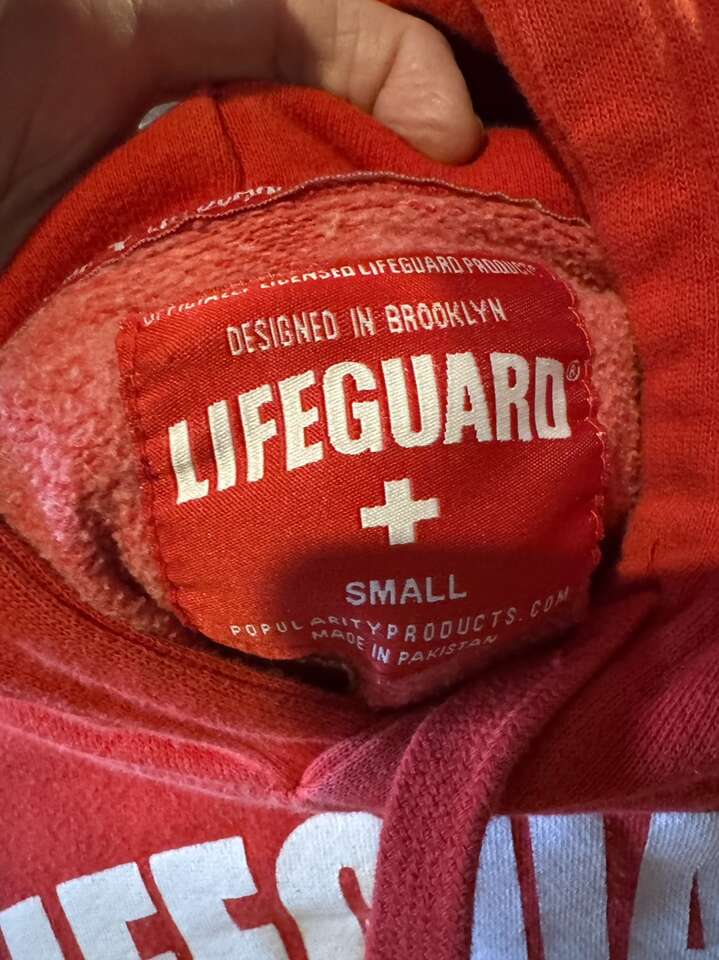 OFFICIALLY LICENSED LIFEGUARD PRODUCTS
DESIGNED IN BROOKLYN
LIFEGUARD®
SMALL
POPULARITYPRODUCTS.COM
MADE IN PAKISTAN